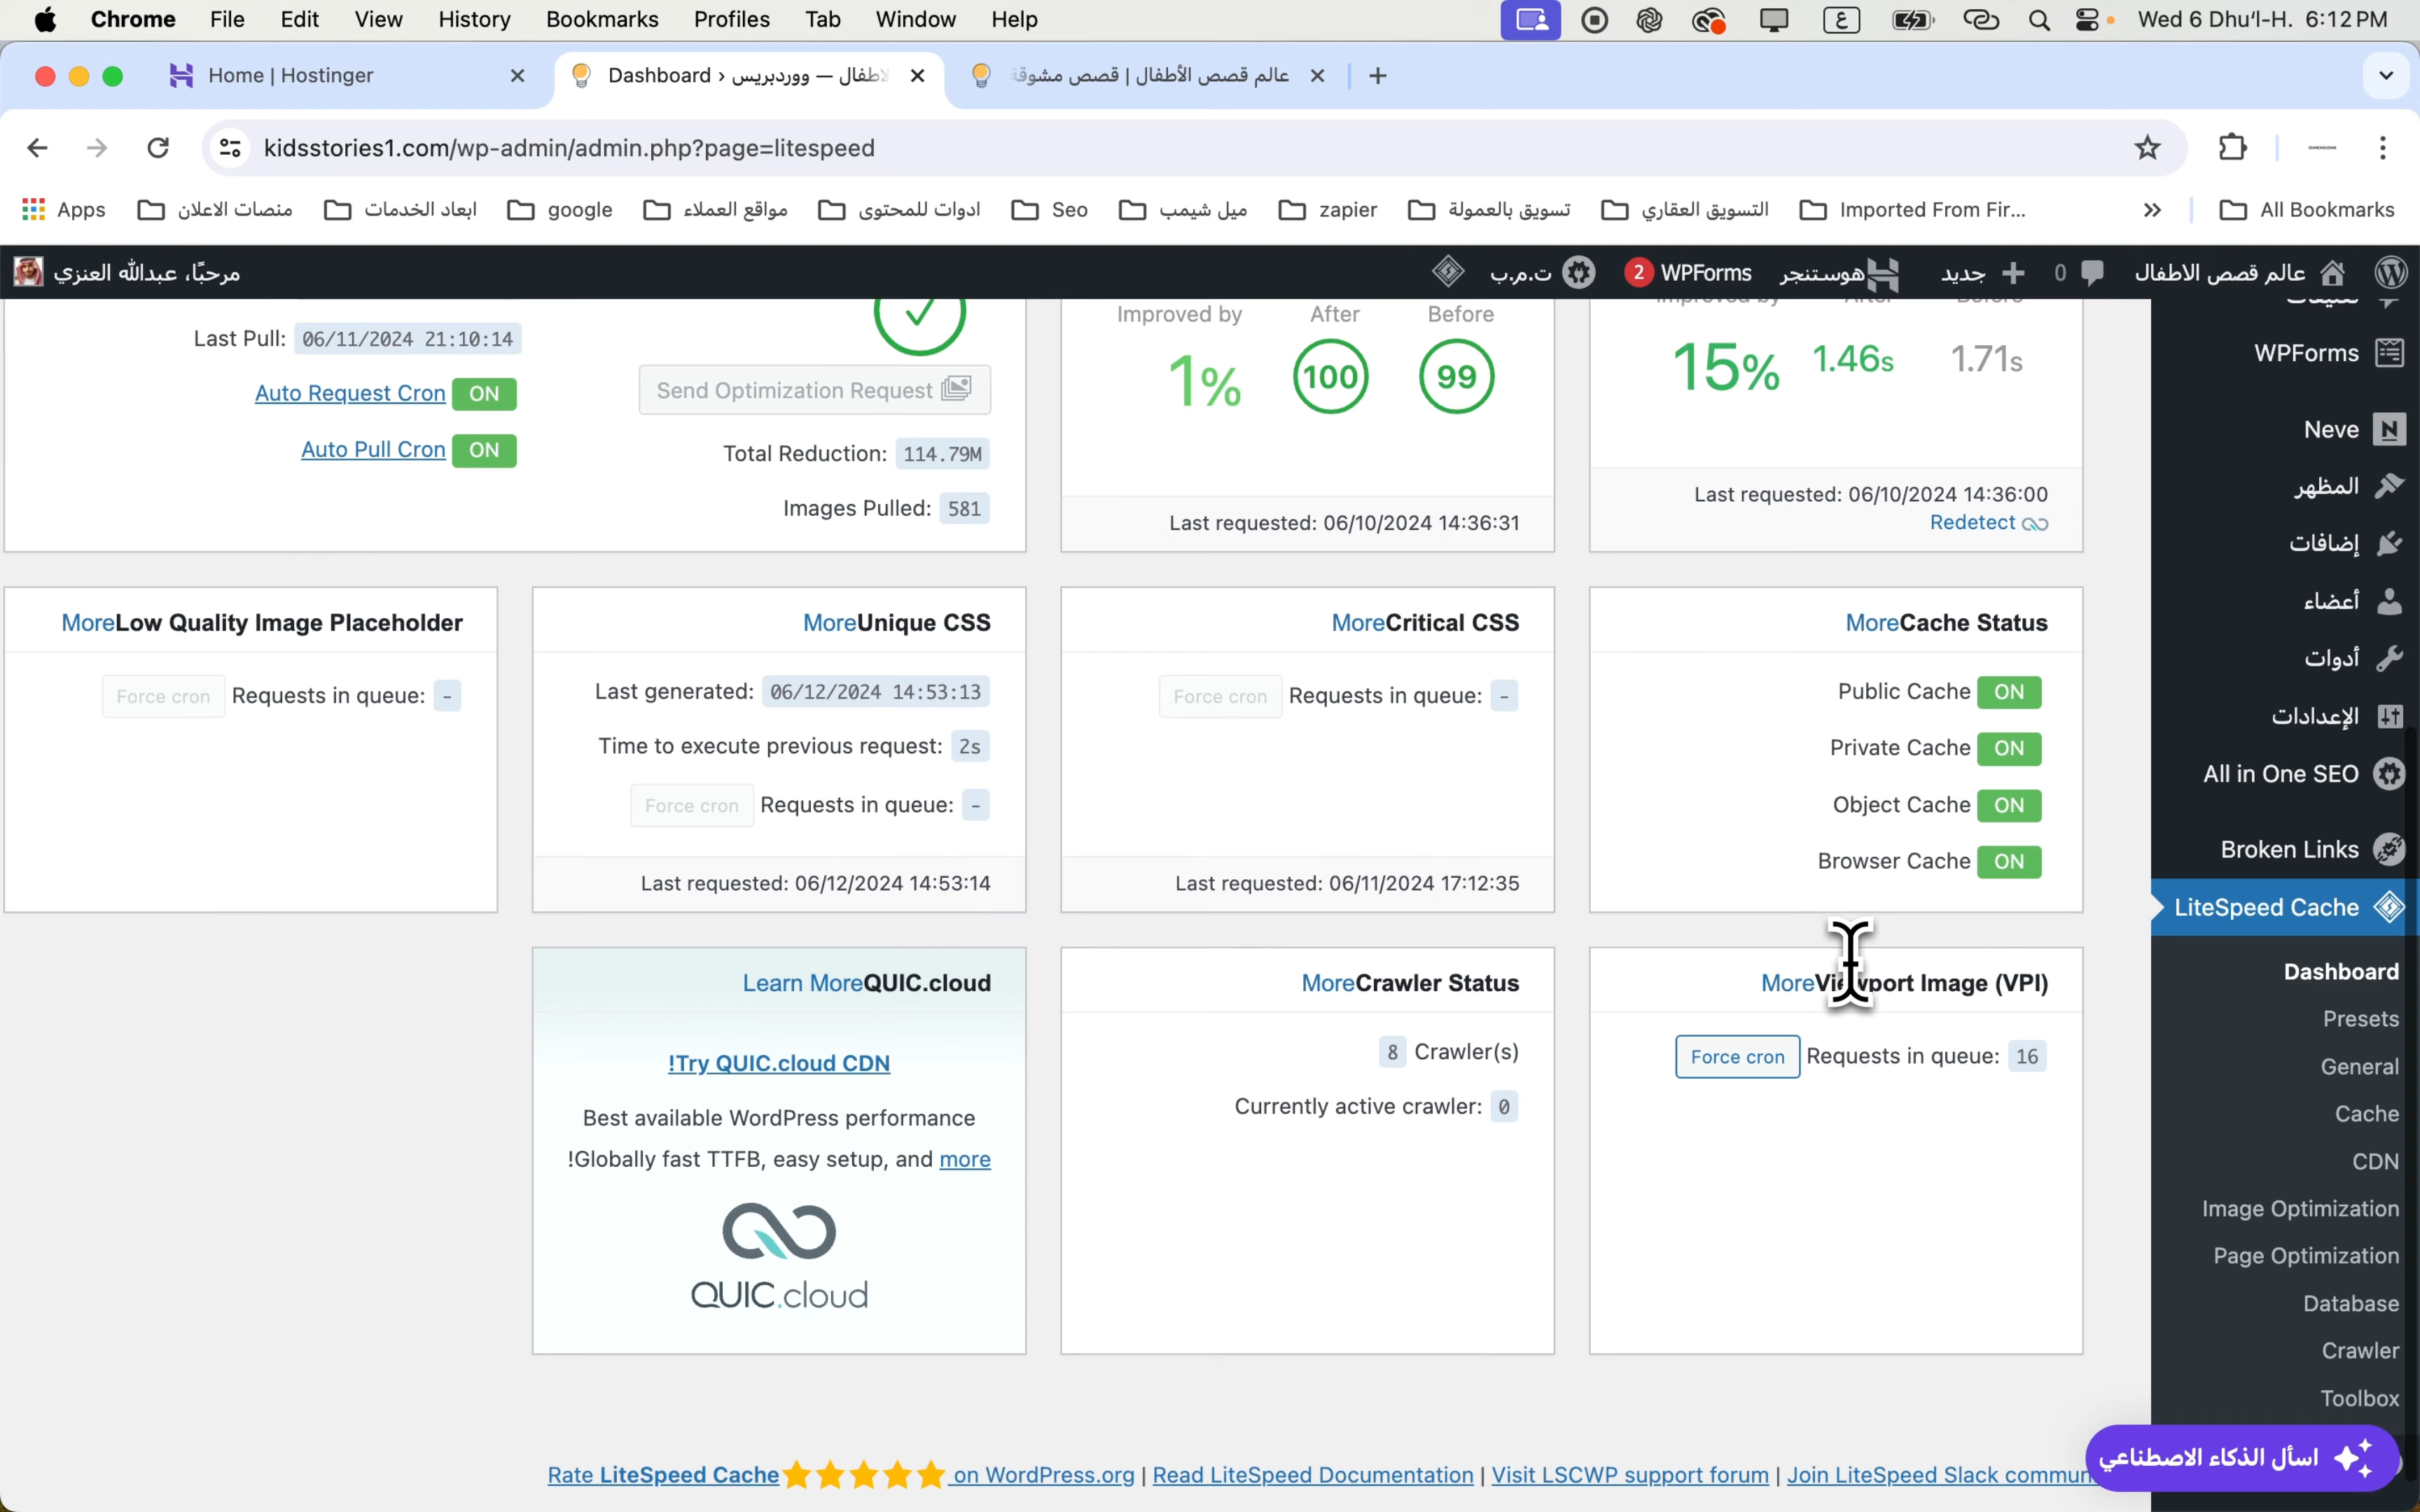 Chrome File Edit View History Bookmarks Profiles Tab Window Help
ع
Wed 6 Dhuʻl-H. 6:12 PM
Home | Hostinger
Dashboard ‹ لاطفال — ووردبريس
عالم قصص الأطفال | قصص مشوقة
kidsstories1.com/wp-admin/admin.php?page=litespeed
DIMENSIONS
Apps
منصات الاعلان
ابعاد الخدمات
google
مواقع العملاء
ادوات للمحتوى
Seo
ميل شيمب
zapier
تسويق بالعمولة
التسويق العقاري
Imported From Fir...
All Bookmarks
عالم قصص الاطفال
0
جديد
هوستنجر
WPForms 2
ت.م.ب
مرحبًا، عبدالله العنزي
Last Pull: 06/11/2024 21:10:14
Auto Request Cron ON
Auto Pull Cron ON
Send Optimization Request
Total Reduction: 114.79M
Images Pulled: 581
Improved by After Before
1% 100 99
Last requested: 06/10/2024 14:36:31
Improved by After Before
15% 1.46s 1.71s
Last requested: 06/10/2024 14:36:00
Redetect
MoreLow Quality Image Placeholder
Force cron Requests in queue: -
MoreUnique CSS
Last generated: 06/12/2024 14:53:13
Time to execute previous request: 2s
Force cron Requests in queue: -
Last requested: 06/12/2024 14:53:14
MoreCritical CSS
Force cron Requests in queue: -
Last requested: 06/11/2024 17:12:35
MoreCache Status
Public Cache ON
Private Cache ON
Object Cache ON
Browser Cache ON
Learn MoreQUIC.cloud
!Try QUIC.cloud CDN
Best available WordPress performance
!Globally fast TTFB, easy setup, and more
QUIC.cloud
MoreCrawler Status
8 Crawler(s)
Currently active crawler: 0
MoreViewport Image (VPI)
Force cron Requests in queue: 16
تعليقات
WPForms
Neve
المظهر
إضافات
أعضاء
أدوات
الإعدادات
All in One SEO
Broken Links
LiteSpeed Cache
Dashboard
Presets
General
Cache
CDN
Image Optimization
Page Optimization
Database
Crawler
Toolbox
اسأل الذكاء الاصطناعي
Rate LiteSpeed Cache on WordPress.org | Read LiteSpeed Documentation | Visit LSCWP support forum | Join LiteSpeed Slack commun